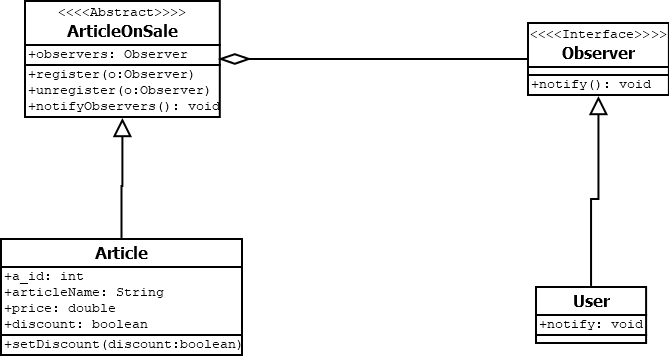 <<<<Abstract>>>>
ArticleOnSale
+observers: Observer
+register(o:Observer)
+unregister(o:Observer)
+notifyObservers(): void
<<<<Interface>>>>
Observer
+notify(): void
Article
+a_id: int
+articleName: String
+price: double
+discount: boolean
+setDiscount(discount:boolean)
User
+notify: void